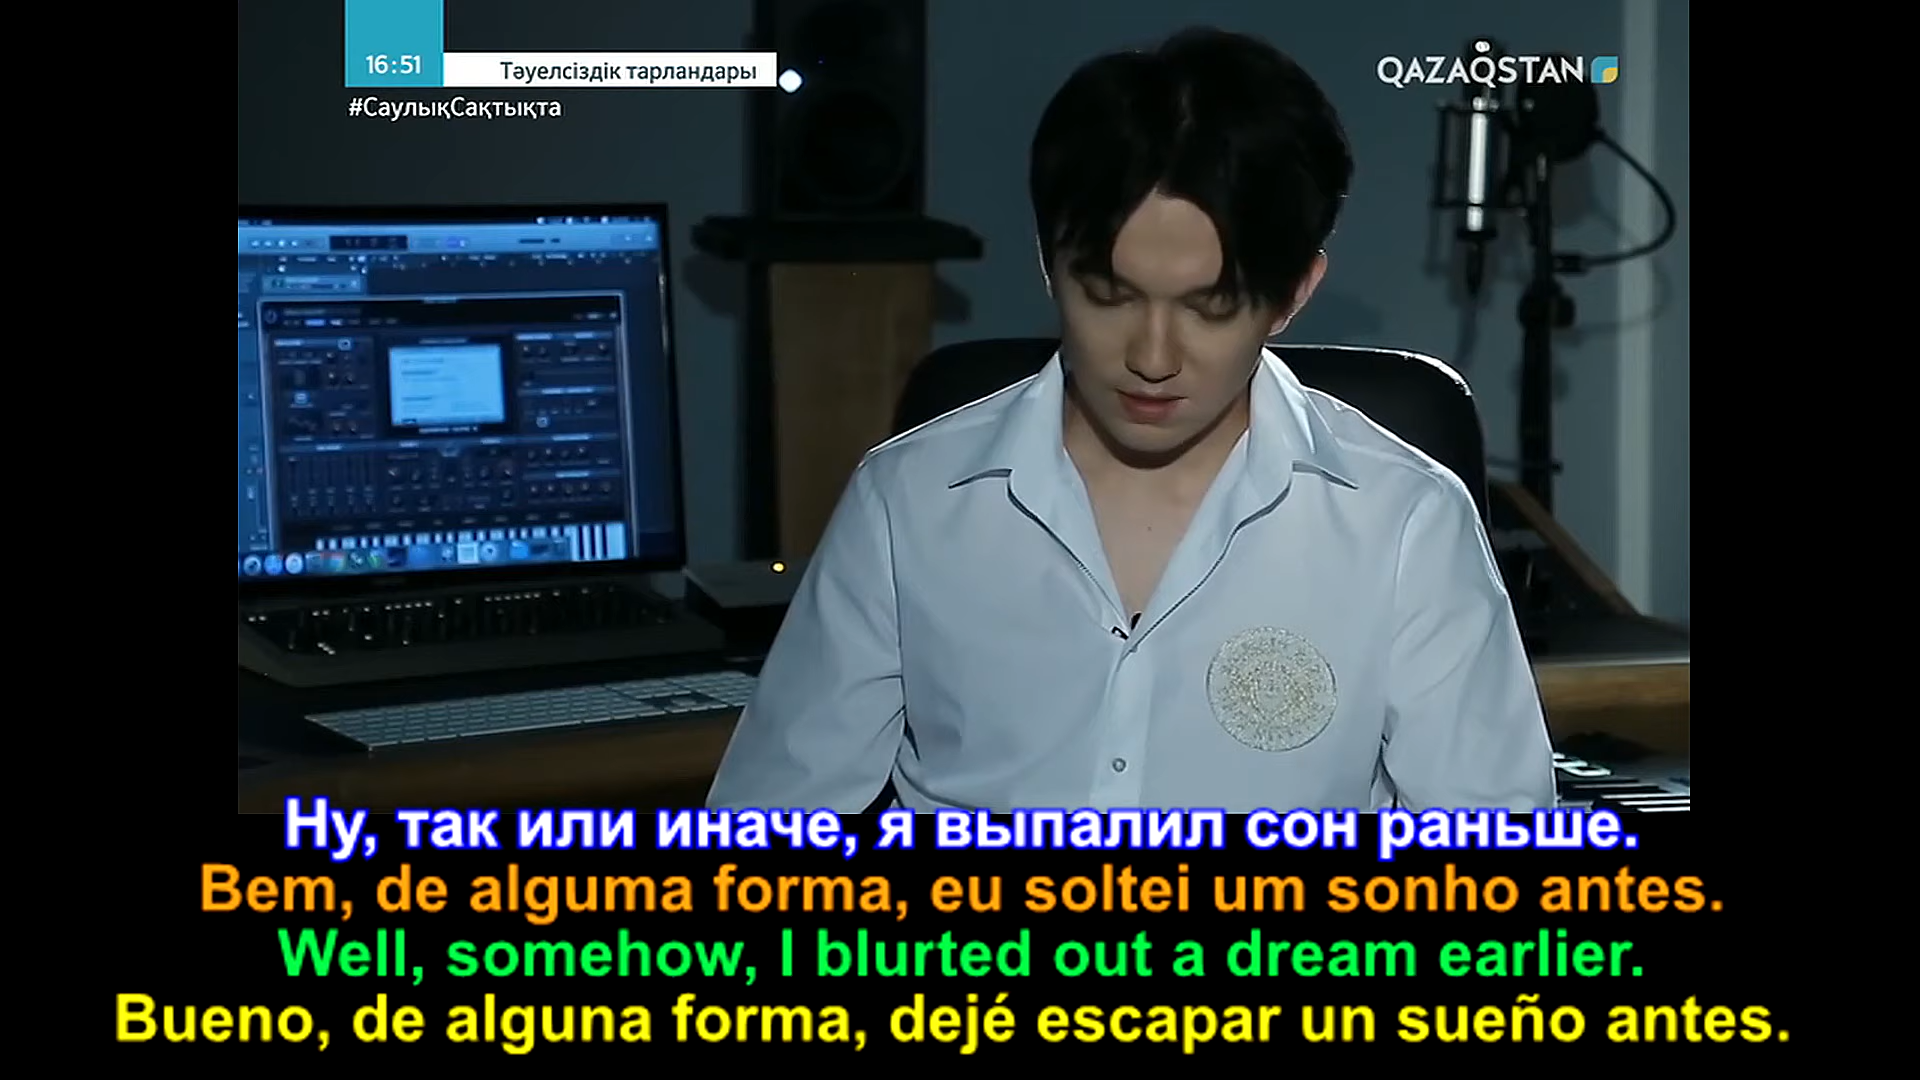 16:51
Тәуелсіздік тарландары
#СаулықСақтықта
QAZAQSTAN
Ну, так или иначе, я выпалил сон раньше.
Bem, de alguma forma, eu soltei um sonho antes.
Well, somehow, I blurted out a dream earlier.
Bueno, de alguna forma, dejé escapar un sueño antes.